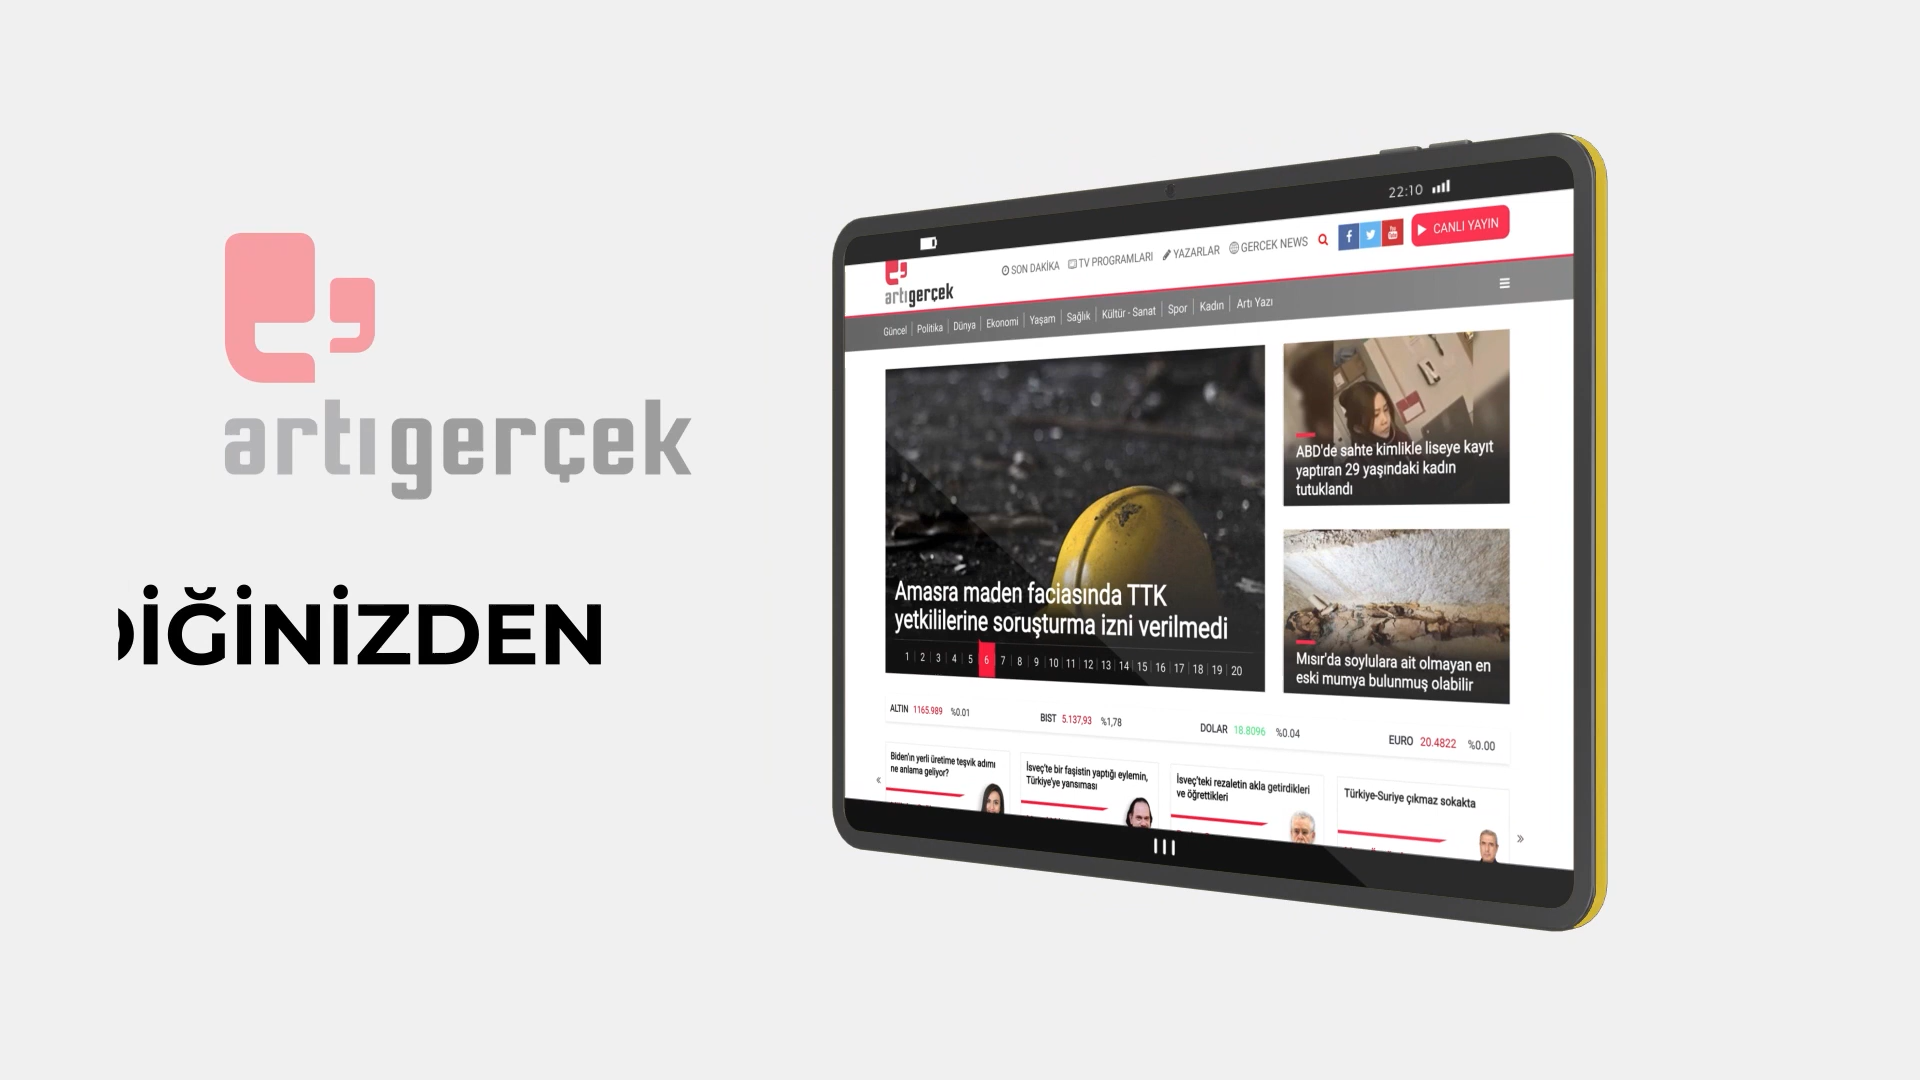 artıgerçek
DİĞİNİZDEN
22:10
artıgerçek
SON DAKİKA TV PROGRAMLARI YAZARLAR GERCEK NEWS CANLI YAYIN
Güncel Politika Dünya Ekonomi Yaşam Sağlık Kültür - Sanat Spor Kadın Artı Yazı
Amasra maden faciasında TTK
yetkililerine soruşturma izni verilmedi
1 2 3 4 5 6 7 8 9 10 11 12 13 14 15 16 17 18 19 20
ABD'de sahte kimlikle liseye kayıt
yaptıran 29 yaşındaki kadın
tutuklandı
Mısır'da soylulara ait olmayan en
eski mumya bulunmuş olabilir
ALTIN 1165.989 %0.01 BIST 5.137,93 %1,78 DOLAR 18.8096 %0.04 EURO 20.4822 %0.00
Biden'ın yerli üretime teşvik adımı
ne anlama geliyor?
İsveç'te bir faşistin yaptığı eylemin,
Türkiye'ye yansıması
İsveç'teki rezaletin akla getirdikleri
ve öğrettikleri
Türkiye-Suriye çıkmaz sokakta